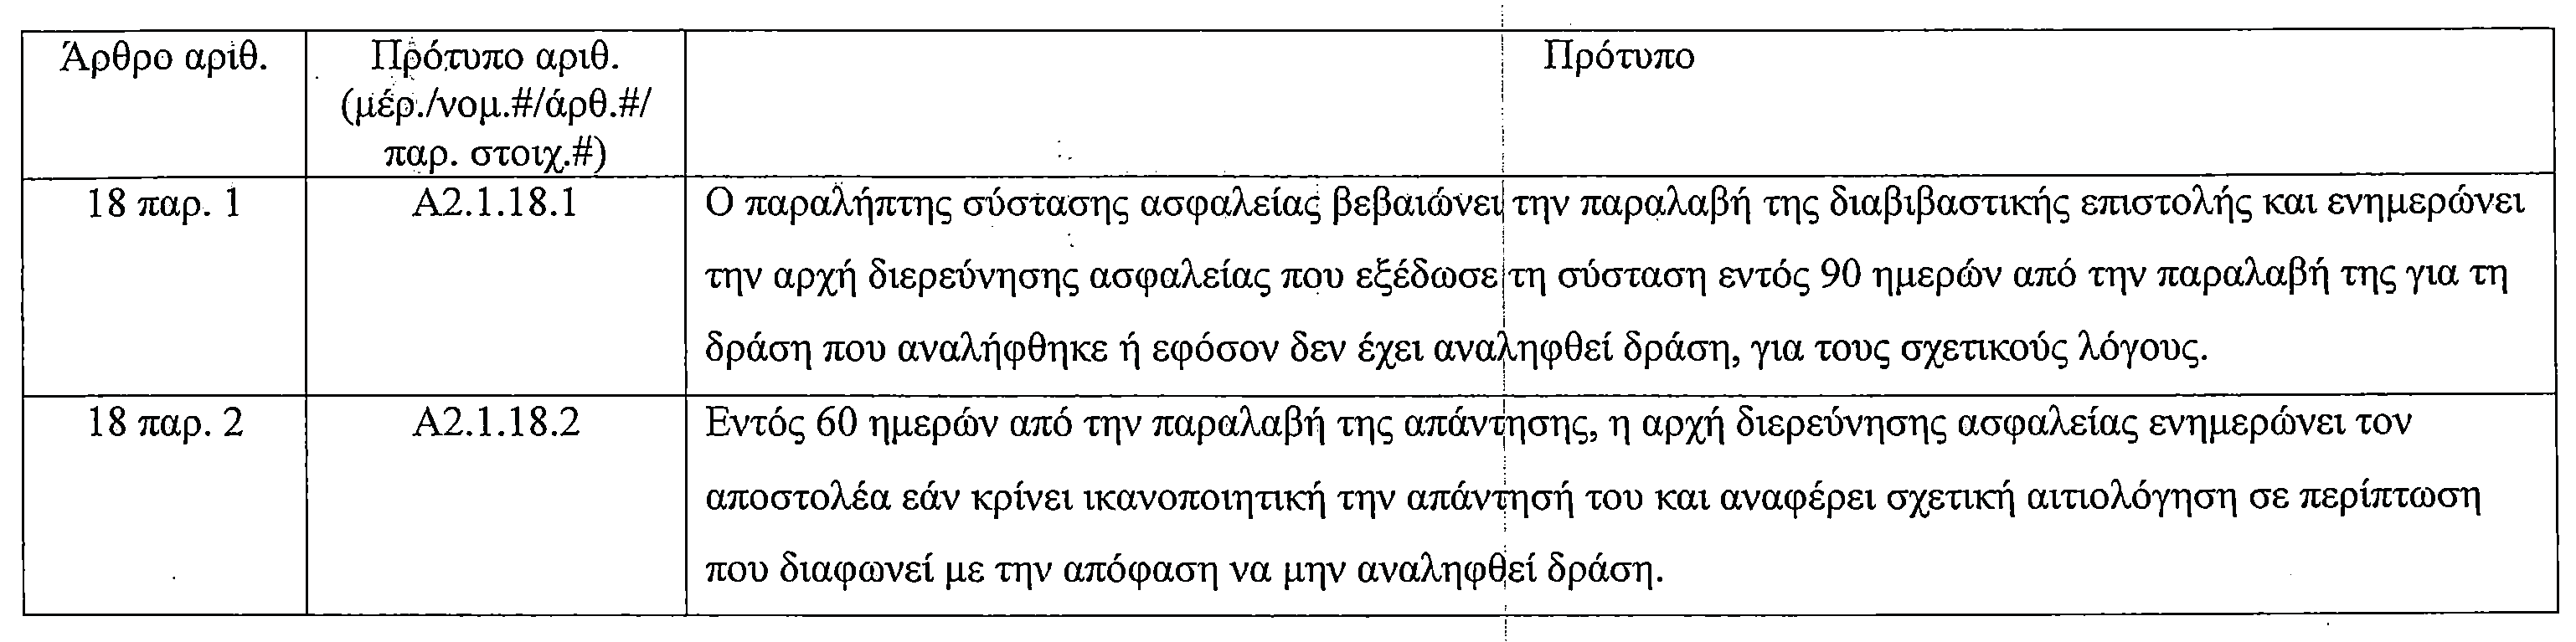 Άρθρο αριθ.
Πρότυπο αριθ.
(μέρ./νομ.#/άρθ.#/
παρ. στοιχ.#)
Πρότυπο
18 παρ. 1
Α2.1.18.1
Ο παραλήπτης σύστασης ασφαλείας βεβαιώνει την παραλαβή της διαβιβαστικής επιστολής και ενημερώνει
την αρχή διερεύνησης ασφαλείας που εξέδωσε τη σύσταση εντός 90 ημερών από την παραλαβή της για τη
δράση που αναλήφθηκε ή εφόσον δεν έχει αναληφθεί δράση, για τους σχετικούς λόγους.
18 παρ. 2
Α2.1.18.2
Εντός 60 ημερών από την παραλαβή της απάντησης, η αρχή διερεύνησης ασφαλείας ενημερώνει τον
αποστολέα εάν κρίνει ικανοποιητική την απάντησή του και αναφέρει σχετική αιτιολόγηση σε περίπτωση
που διαφωνεί με την απόφαση να μην αναληφθεί δράση.